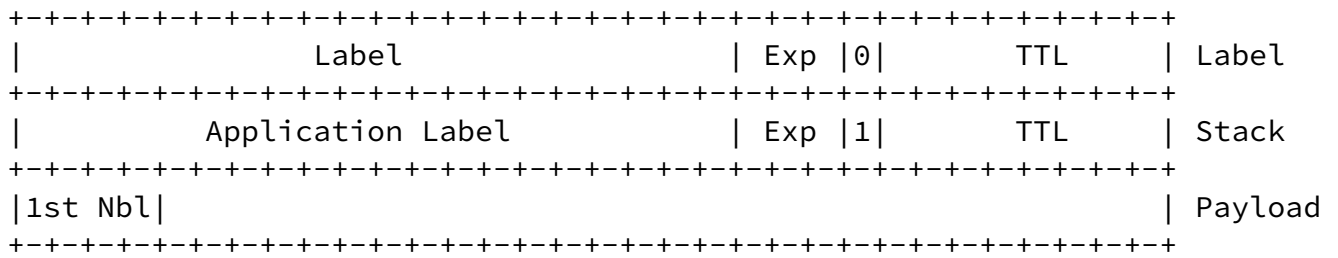 +-+-+-+-+-+-+-+-+-+-+-+-+-+-+-+-+-+-+-+-+-+-+-+-+-+-+-+-+-+-+-+-+
|                Label                  | Exp |0|       TTL     | Label
+-+-+-+-+-+-+-+-+-+-+-+-+-+-+-+-+-+-+-+-+-+-+-+-+-+-+-+-+-+-+-+-+
|          Application Label            | Exp |1|       TTL     | Stack
+-+-+-+-+-+-+-+-+-+-+-+-+-+-+-+-+-+-+-+-+-+-+-+-+-+-+-+-+-+-+-+-+
|1st Nbl|                                                       | Payload
+-+-+-+-+-+-+-+-+-+-+-+-+-+-+-+-+-+-+-+-+-+-+-+-+-+-+-+-+-+-+-+-+